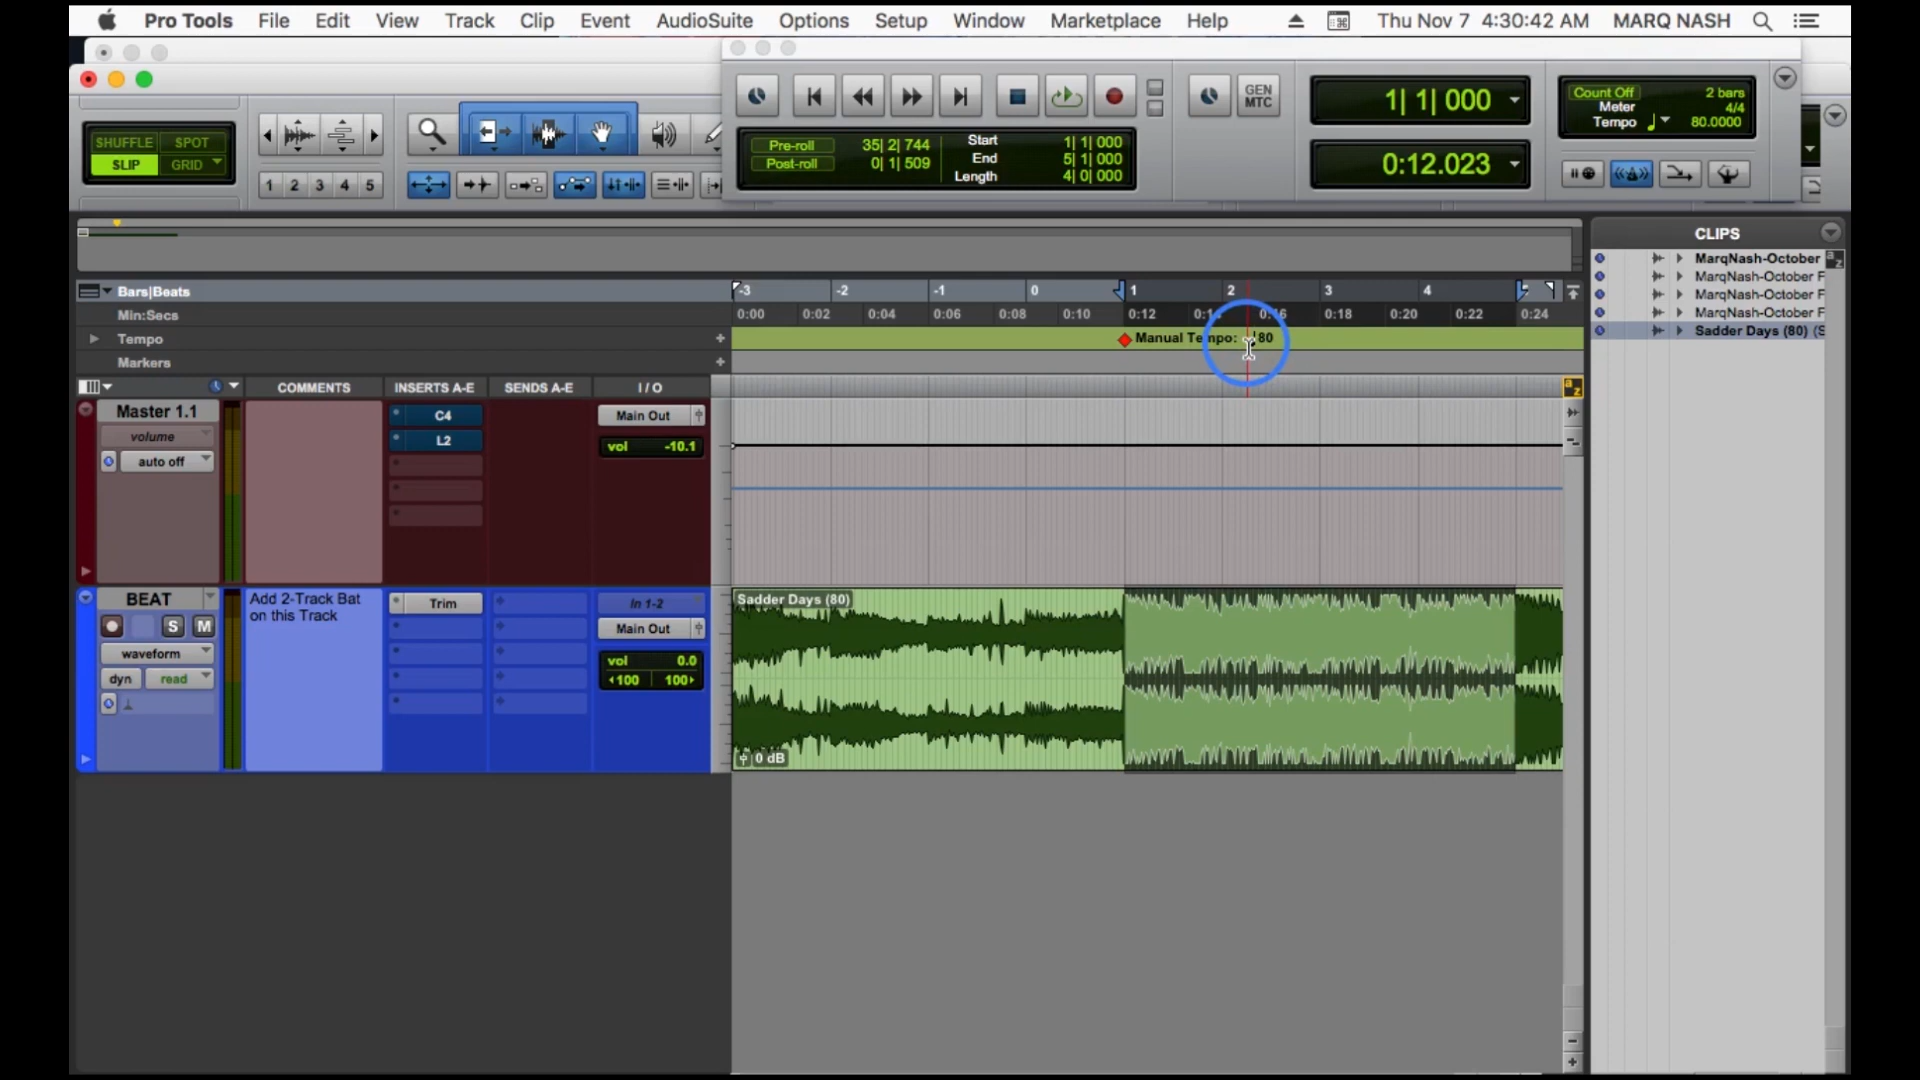 Pro Tools File Edit View Track Clip Event AudioSuite Options Setup Window Marketplace Help Thu Nov 7 4:30:42 AM MARQ NASH
SHUFFLE SPOT
SLIP GRID
1 2 3 4 5
GEN
MTC
Pre-roll 35| 2| 744
Post-roll 0| 1| 509
Start 1| 1| 000
End 5| 1| 000
Length 4| 0| 000
1| 1| 000
0:12.023
Count Off 2 bars
Meter 4/4
Tempo 80.0000
CLIPS
MarqNash-October
MarqNash-October F
MarqNash-October F
MarqNash-October F
Sadder Days (80) (S
Bars|Beats -3 -2 -1 0 1 2 3 4
Min:Secs 0:00 0:02 0:04 0:06 0:08 0:10 0:12 0:16 0:18 0:20 0:22 0:24
Tempo Manual Tempo: 80
Markers
COMMENTS INSERTS A-E SENDS A-E I / O
a z
Master 1.1
volume
auto off
C4
L2
Main Out
vol -10.1
BEAT
S M
waveform
dyn read
Add 2-Track Bat
on this Track
Trim
In 1-2
Main Out
vol 0.0
100 100
Sadder Days (80)
0 dB